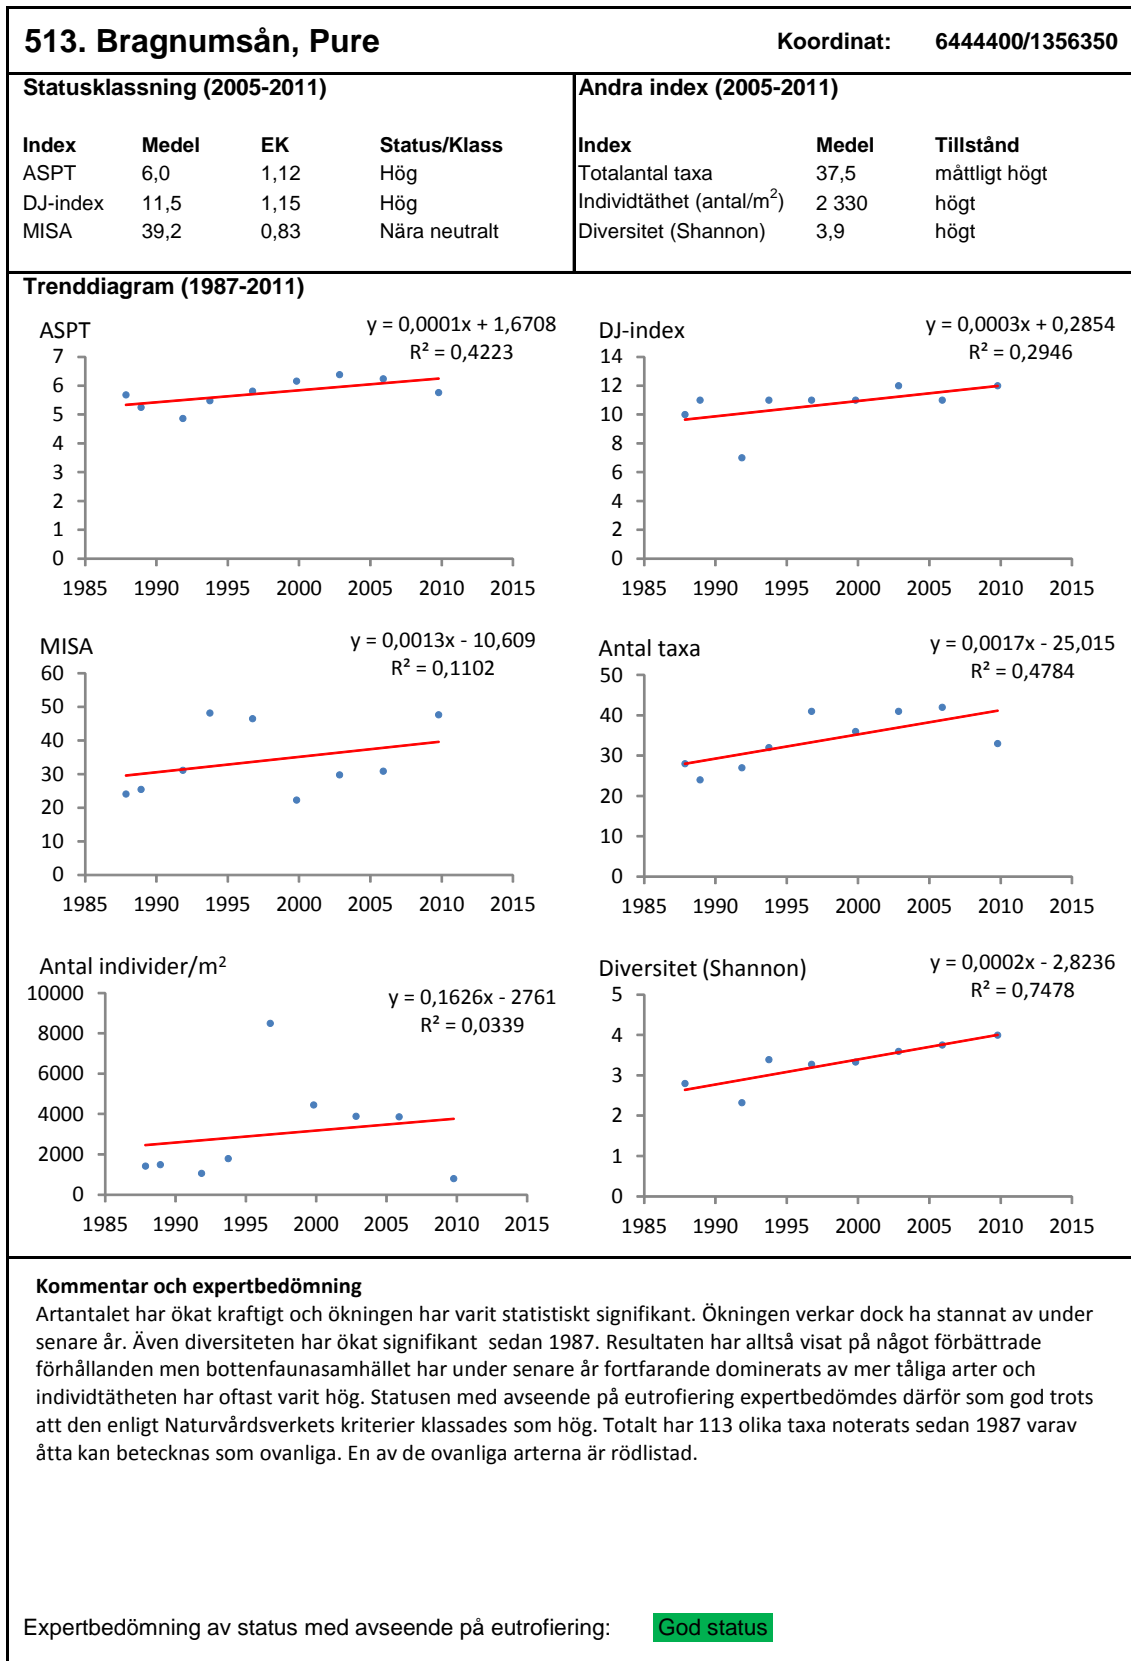 513. Bragnumsån, Pure Koordinat: 6444400/1356350
Statusklassning (2005-2011) Andra index (2005-2011)
Index Medel EK Status/Klass Index Medel Tillstånd
ASPT 6,0 1,12 Hög Totalantal taxa 37,5 måttligt högt
DJ-index 11,5 1,15 Hög Individtäthet (antal/m²) 2 330 högt
MISA 39,2 0,83 Nära neutralt Diversitet (Shannon) 3,9 högt
Trenddiagram (1987-2011)
ASPT
y = 0,0001x + 1,6708
R² = 0,4223
7
6
5
4
3
2
1
0
1985 1990 1995 2000 2005 2010 2015
DJ-index
y = 0,0003x + 0,2854
R² = 0,2946
14
12
10
8
6
4
2
0
1985 1990 1995 2000 2005 2010 2015
MISA
y = 0,0013x - 10,609
R² = 0,1102
60
50
40
30
20
10
0
1985 1990 1995 2000 2005 2010 2015
Antal taxa
y = 0,0017x - 25,015
R² = 0,4784
50
40
30
20
10
0
1985 1990 1995 2000 2005 2010 2015
Antal individer/m²
y = 0,1626x - 2761
R² = 0,0339
10000
8000
6000
4000
2000
0
1985 1990 1995 2000 2005 2010 2015
Diversitet (Shannon)
y = 0,0002x - 2,8236
R² = 0,7478
5
4
3
2
1
0
1985 1990 1995 2000 2005 2010 2015
Kommentar och expertbedömning
Artantalet har ökat kraftigt och ökningen har varit statistiskt signifikant. Ökningen verkar dock ha stannat av under
senare år. Även diversiteten har ökat signifikant sedan 1987. Resultaten har alltså visat på något förbättrade
förhållanden men bottenfaunasamhället har under senare år fortfarande dominerats av mer tåliga arter och
individtätheten har oftast varit hög. Statusen med avseende på eutrofiering expertbedömdes därför som god trots
att den enligt Naturvårdsverkets kriterier klassades som hög. Totalt har 113 olika taxa noterats sedan 1987 varav
åtta kan betecknas som ovanliga. En av de ovanliga arterna är rödlistad.
Expertbedömning av status med avseende på eutrofiering: God status